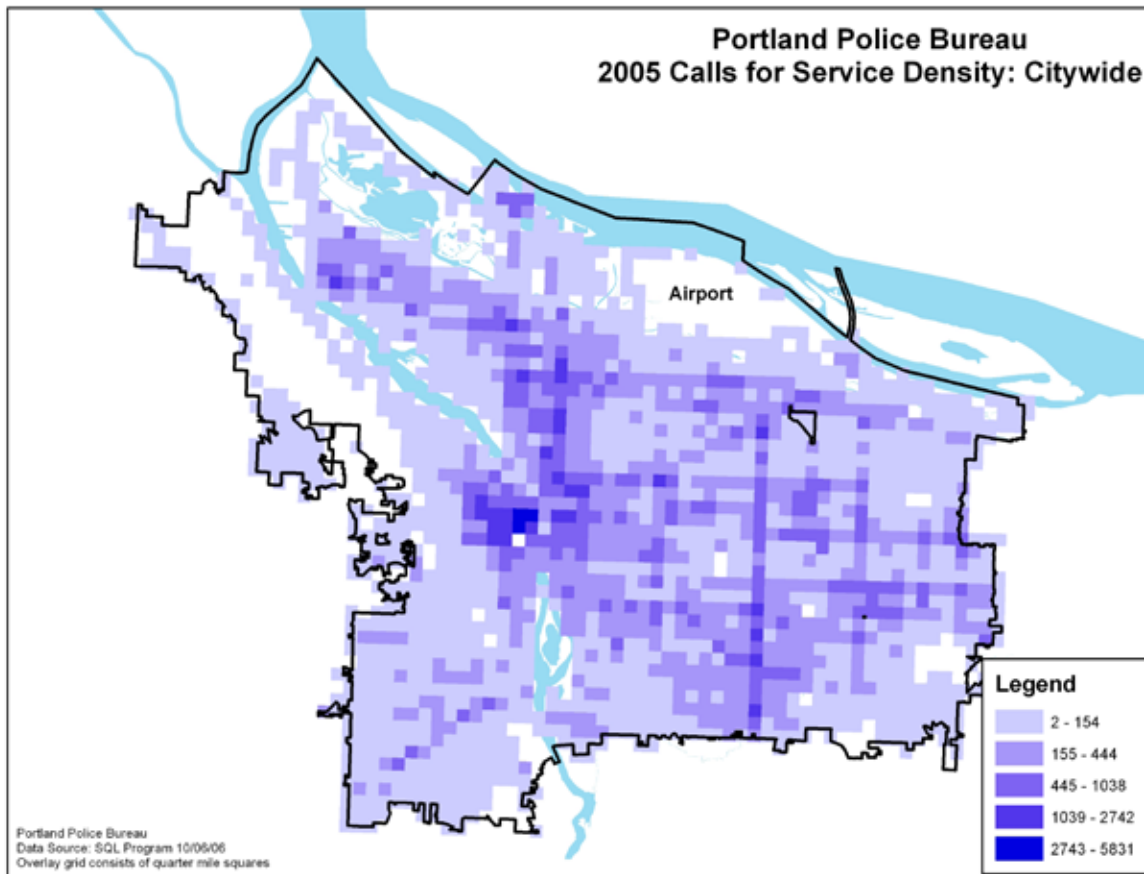 Portland Police Bureau
2005 Calls for Service Density: Citywide
Airport
Legend
2 - 154
155 - 444
445 - 1038
1039 - 2742
2743 - 5831
Portland Police Bureau
Data Source: SQL Program 10/06/06
Overlay grid consists of quarter mile squares